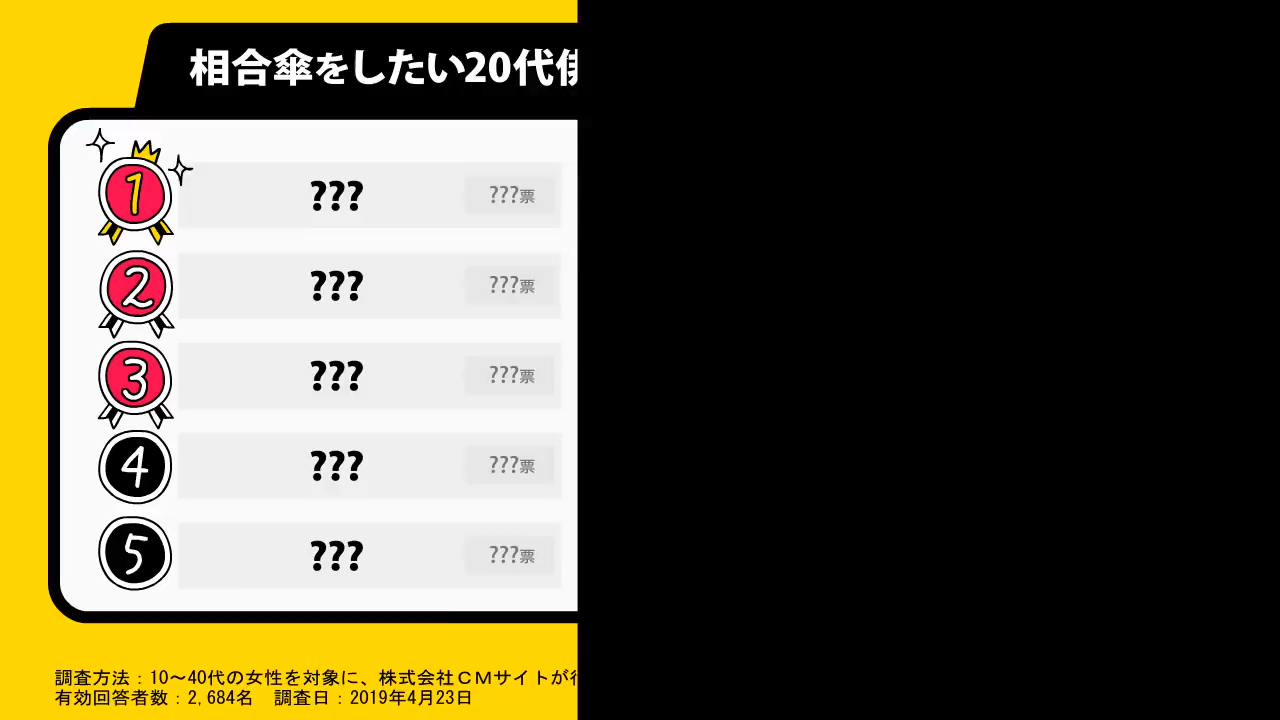 相合傘をしたい20代俳
1 ??? ???票
2 ??? ???票
3 ??? ???票
4 ??? ???票
5 ??? ???票
調査方法：10～40代の女性を対象に、株式会社ＣＭサイトが
有効回答者数：2,684名　調査日：2019年4月23日